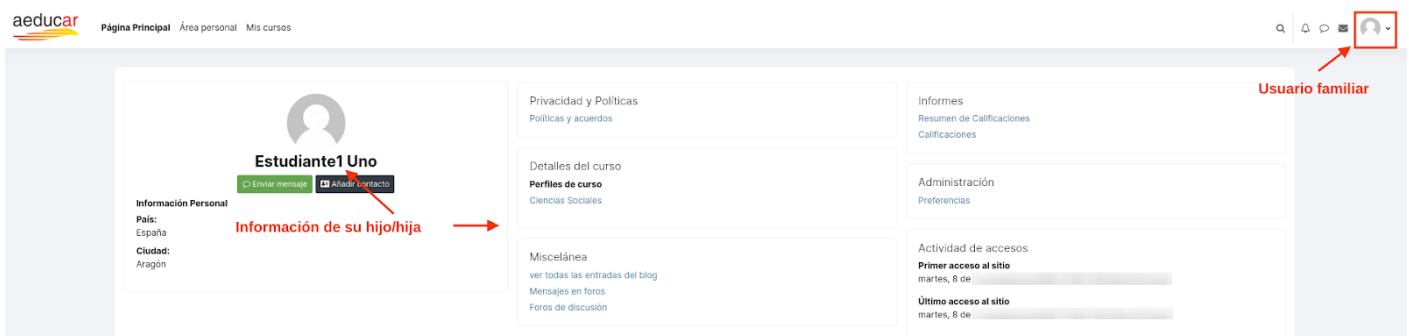 aeducar
Página Principal Área personal Mis cursos
Usuario familiar
Estudiante1 Uno
Enviar mensaje Añadir contacto
Información Personal
País:
España
Ciudad:
Aragón
Información de su hijo/hija
Privacidad y Políticas
Políticas y acuerdos
Detalles del curso
Perfiles de curso
Ciencias Sociales
Miscelánea
ver todas las entradas del blog
Mensajes en foros
Foros de discusión
Informes
Resumen de Calificaciones
Calificaciones
Administración
Preferencias
Actividad de accesos
Primer acceso al sitio
martes, 8 de
Último acceso al sitio
martes, 8 de